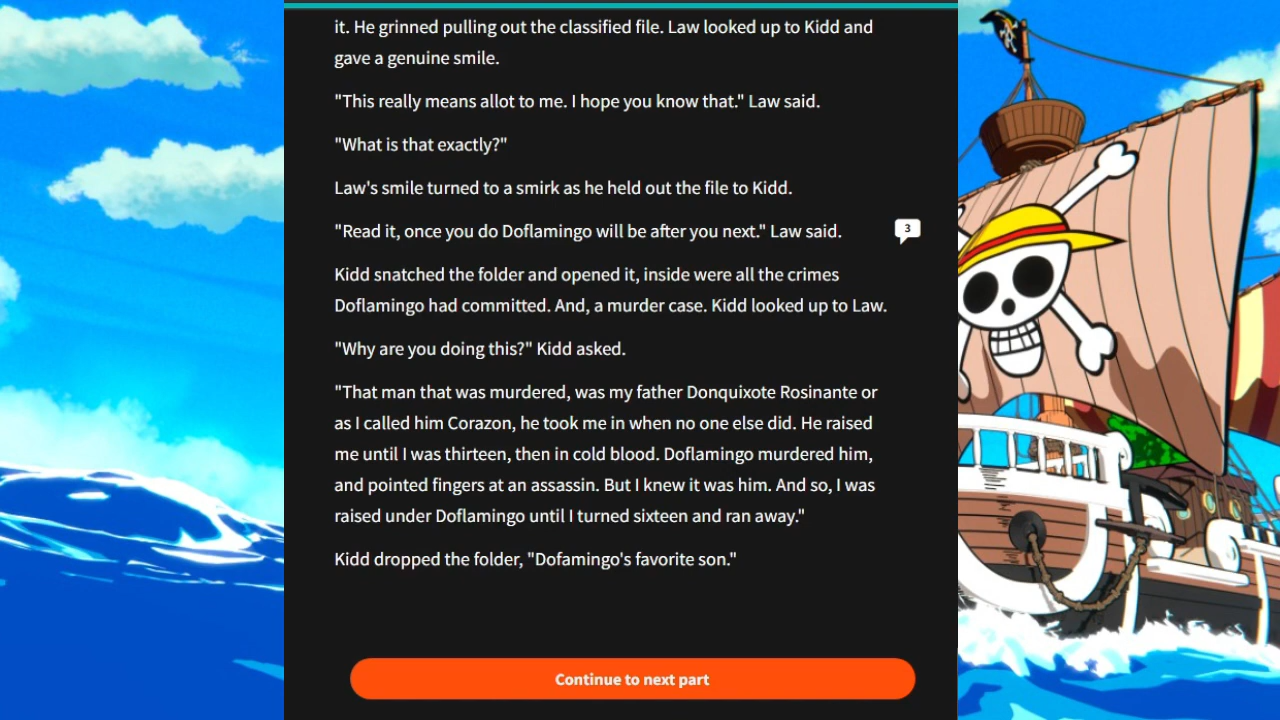 it. He grinned pulling out the classified file. Law looked up to Kidd and
gave a genuine smile.
"This really means allot to me. I hope you know that." Law said.
"What is that exactly?"
Law's smile turned to a smirk as he held out the file to Kidd.
"Read it, once you do Doflamingo will be after you next." Law said.
3
Kidd snatched the folder and opened it, inside were all the crimes
Doflamingo had committed. And, a murder case. Kidd looked up to Law.
"Why are you doing this?" Kidd asked.
"That man that was murdered, was my father Donquixote Rosinante or
as I called him Corazon, he took me in when no one else did. He raised
me until I was thirteen, then in cold blood. Doflamingo murdered him,
and pointed fingers at an assassin. But I knew it was him. And so, I was
raised under Doflamingo until I turned sixteen and ran away."
Kidd dropped the folder, "Dofamingo's favorite son."
Continue to next part